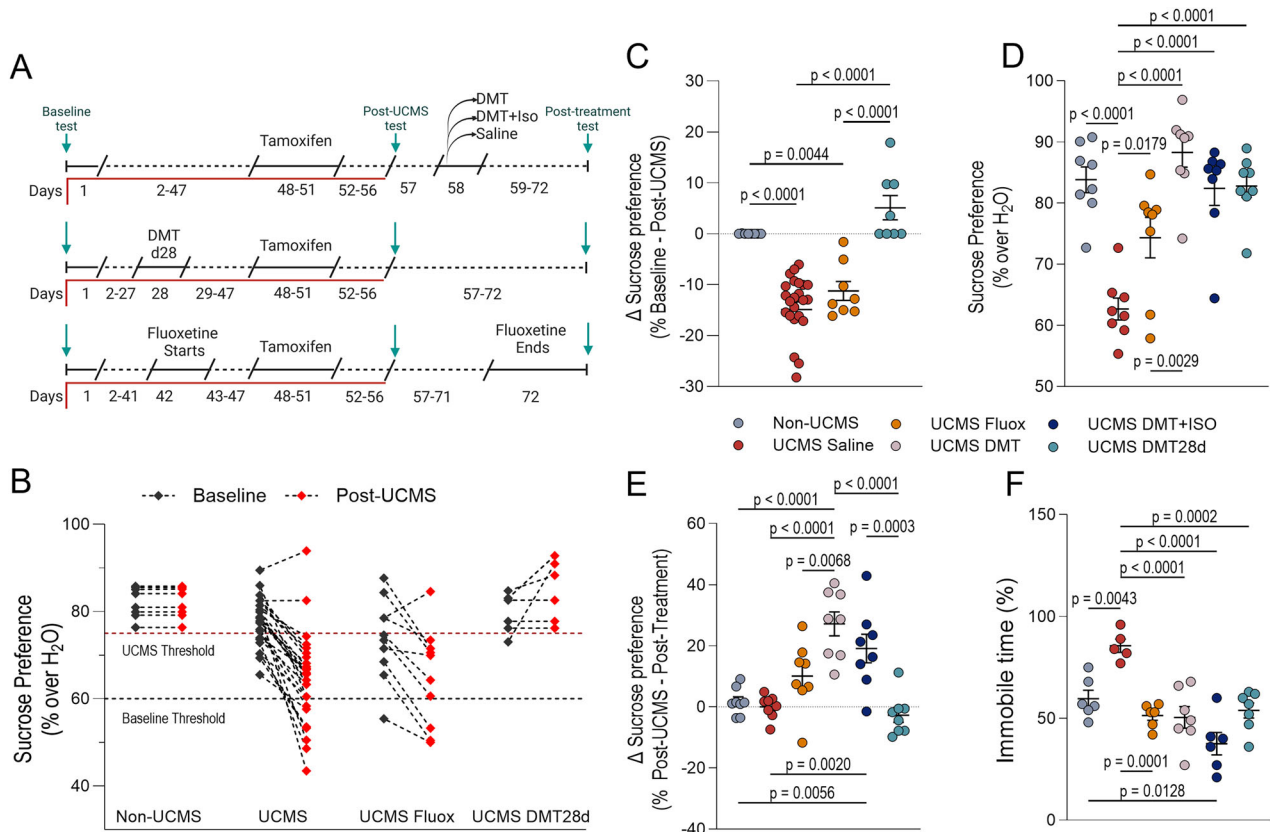 A
Baseline
test
Post-UCMS
test
DMT
DMT+Iso
Saline
Post-treatment
test
Tamoxifen
Days 1 2-47 48-51 52-56 57 58 59-72
DMT
d28
Tamoxifen
Days 1 2-27 28 29-47 48-51 52-56 57-72
Fluoxetine
Starts
Tamoxifen
Fluoxetine
Ends
Days 1 2-41 42 43-47 48-51 52-56 57-71 72
B
Baseline Post-UCMS
Sucrose Preference
(% over H₂O)
100
80
60
40
UCMS Threshold
Baseline Threshold
Non-UCMS UCMS UCMS Fluox UCMS DMT28d
C
Δ Sucrose preference
(% Baseline - Post-UCMS)
30
20
10
0
-10
-20
-30
p < 0.0001
p < 0.0001
p = 0.0044
p < 0.0001
D
Sucrose Preference
(% over H₂O)
100
90
80
70
60
50
p < 0.0001
p < 0.0001
p < 0.0001
p < 0.0001
p = 0.0179
p = 0.0029
Non-UCMS UCMS Fluox UCMS DMT+ISO
UCMS Saline UCMS DMT UCMS DMT28d
E
Δ Sucrose preference
(% Post-UCMS - Post-Treatment)
60
40
20
0
-20
-40
p < 0.0001
p < 0.0001
p < 0.0001
p = 0.0003
p = 0.0068
p = 0.0020
p = 0.0056
F
Immobile time (%)
150
100
50
0
p = 0.0002
p < 0.0001
p < 0.0001
p = 0.0043
p = 0.0001
p = 0.0128